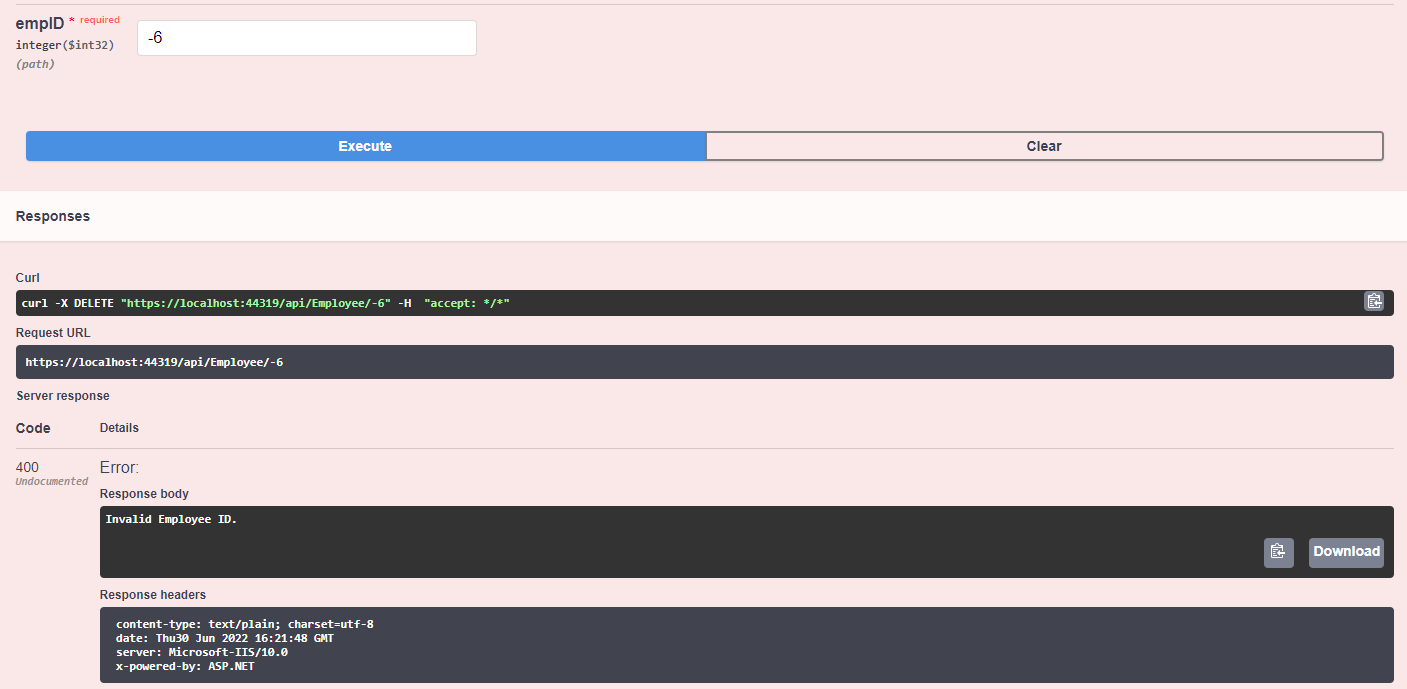 empID * required
integer($int32)
(path)
-6
Execute
Clear
Responses
Curl
curl -X DELETE "https://localhost:44319/api/Employee/-6" -H  "accept: */*"
Request URL
https://localhost:44319/api/Employee/-6
Server response
Code
Details
400
Undocumented
Error:
Response body
Invalid Employee ID.
Download
Response headers
content-type: text/plain; charset=utf-8
date: Thu30 Jun 2022 16:21:48 GMT
server: Microsoft-IIS/10.0
x-powered-by: ASP.NET